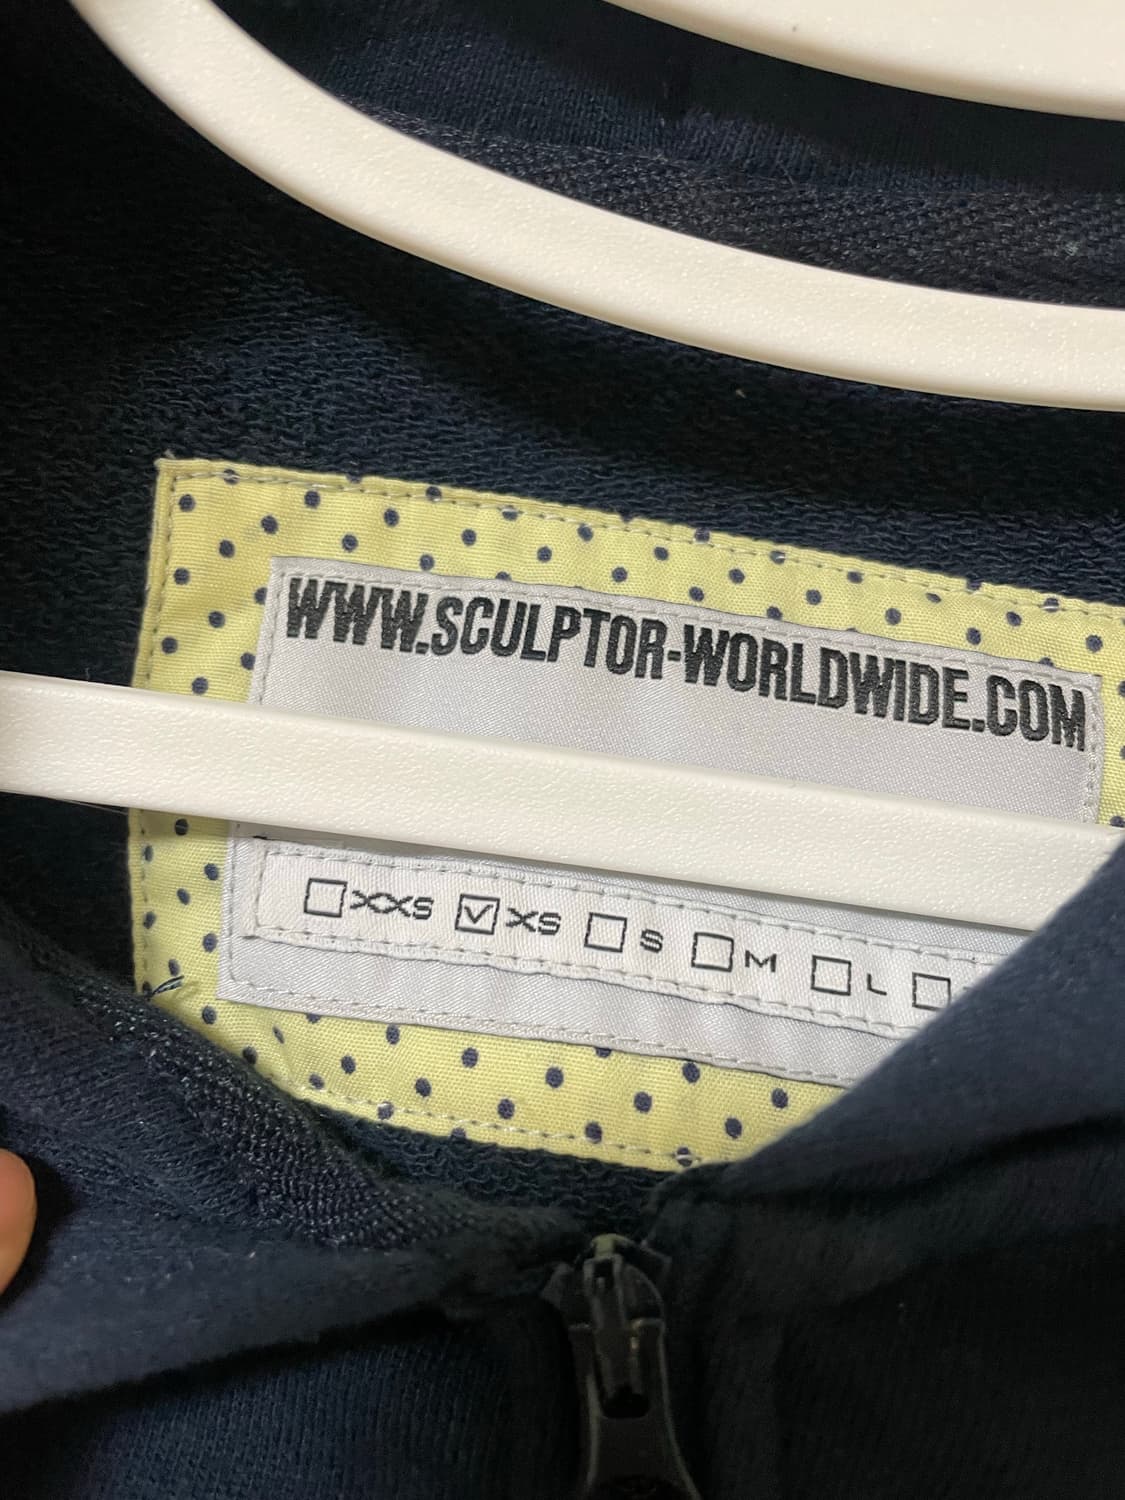 WWW.SCULPTOR-WORLDWIDE.COM
☐XXS ☑XS ☐ S ☐ M ☐ L ☐